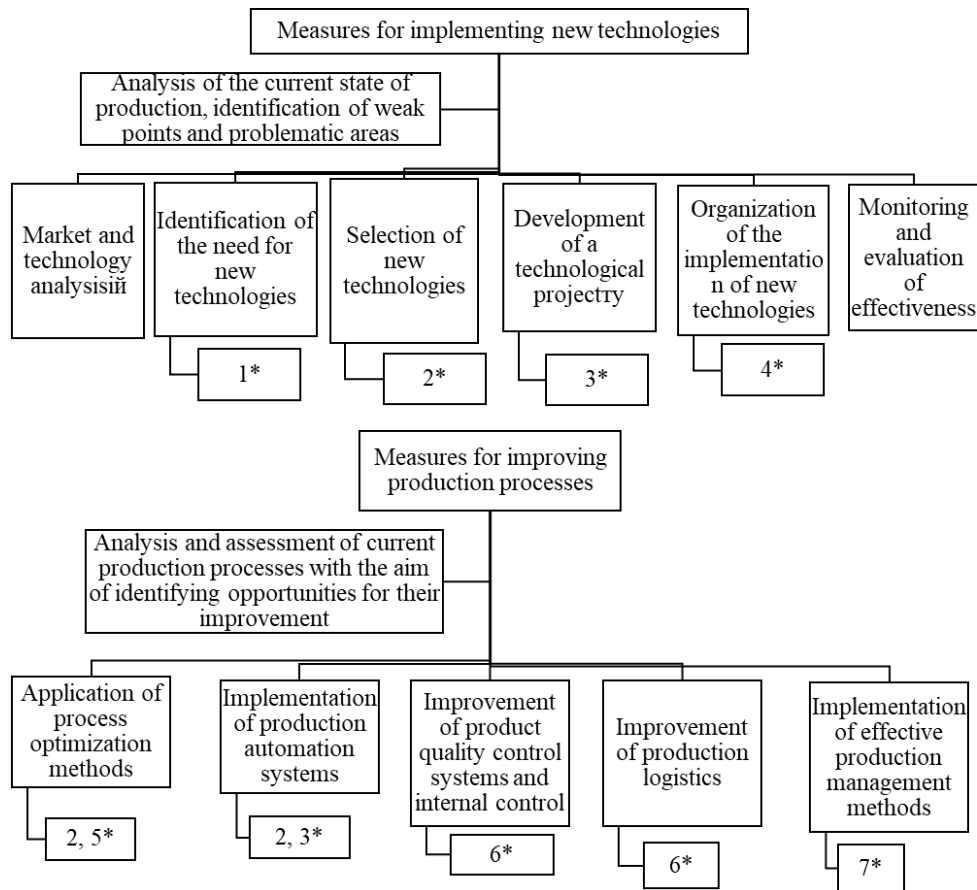 Measures for implementing new technologies
Analysis of the current state of
production, identification of weak
points and problematic areas
Market and
technology
analysisій
Identification of
the need for
new
technologies
Selection of
new
technologies
Development
of a
technological
projectту
Organization
of the
implementatio
n of new
technologies
Monitoring
and
evaluation
of
effectiveness
1*
2*
3*
4*
Measures for improving
production processes
Analysis and assessment of current
production processes with the aim
of identifying opportunities for their
improvement
Application of
process
optimization
methods
Implementation
of production
automation
systems
Improvement
of product
quality control
systems and
internal control
Improvement
of production
logistics
Implementation
of effective
production
management
methods
2, 5*
2, 3*
6*
6*
7*